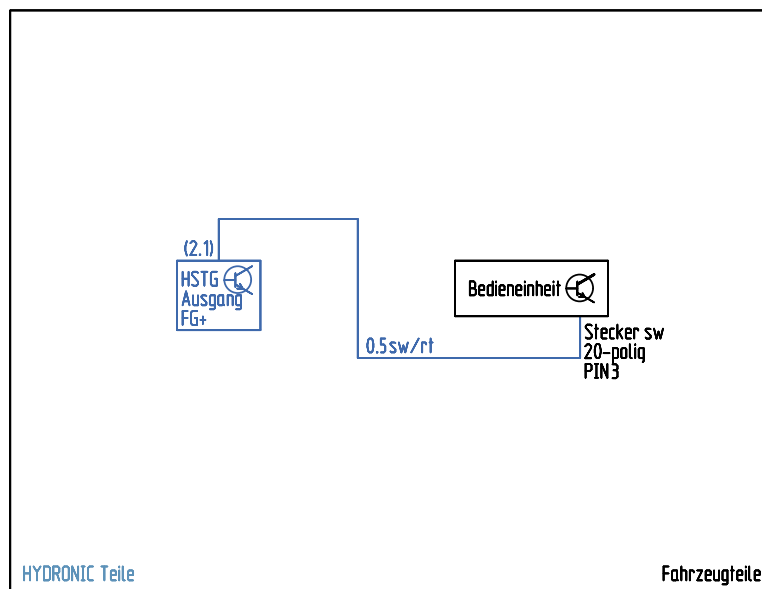 (2.1)
HSTG
Ausgang
FG+
Bedieneinheit
0.5sw/rt
Stecker sw
20-polig
PIN3
HYDRONIC Teile
Fahrzeugteile